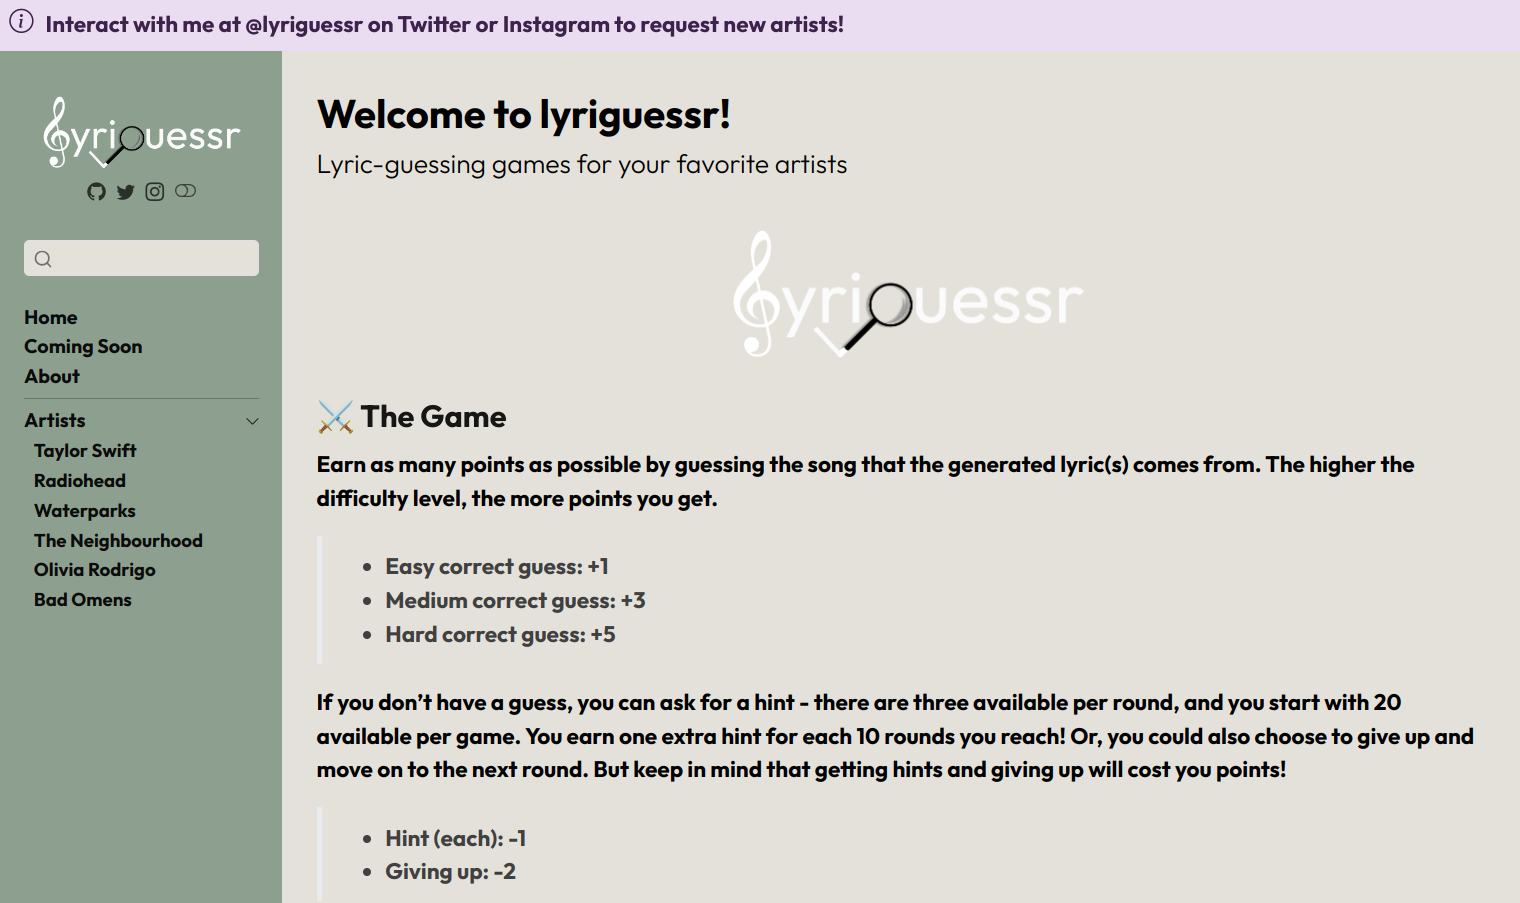 Interact with me at @lyriguessr on Twitter or Instagram to request new artists!
lyriguessr
Home
Coming Soon
About
Artists
Taylor Swift
Radiohead
Waterparks
The Neighbourhood
Olivia Rodrigo
Bad Omens
Welcome to lyriguessr!
Lyric-guessing games for your favorite artists
lyriguessr
The Game
Earn as many points as possible by guessing the song that the generated lyric(s) comes from. The higher the
difficulty level, the more points you get.
• Easy correct guess: +1
• Medium correct guess: +3
• Hard correct guess: +5
If you don’t have a guess, you can ask for a hint - there are three available per round, and you start with 20
available per game. You earn one extra hint for each 10 rounds you reach! Or, you could also choose to give up and
move on to the next round. But keep in mind that getting hints and giving up will cost you points!
• Hint (each): -1
• Giving up: -2